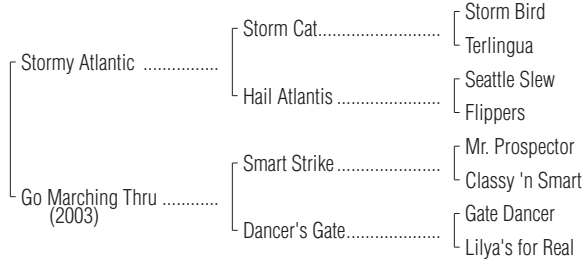 Storm Bird
Storm Cat..............................
Terlingua
Stormy Atlantic ..................
Seattle Slew
Hail Atlantis .........................
Flippers
Mr. Prospector
Smart Strike .........................
Classy 'n Smart
Go Marching Thru .............
(2003)
Gate Dancer
Dancer's Gate.......................
Lilya's for Real